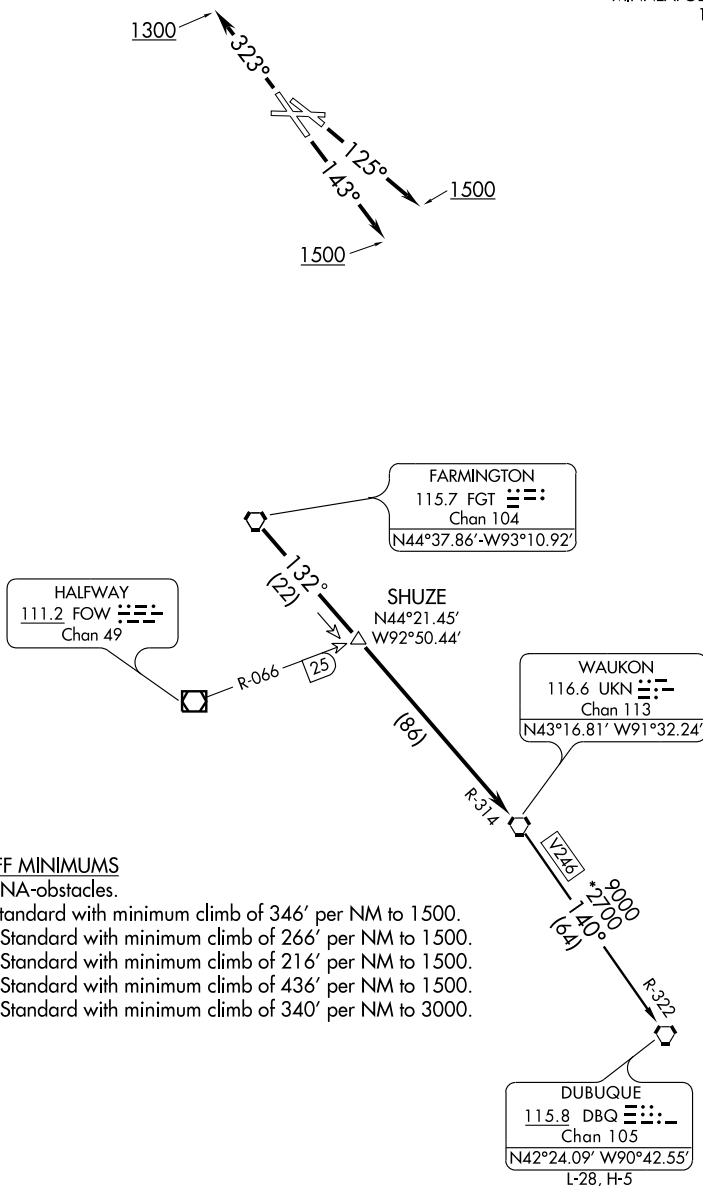 1300
323°
125°
143°
1500
1500
FARMINGTON
115.7 FGT
Chan 104
N44°37.86′-W93°10.92′
132°
(22)
HALFWAY
111.2 FOW
Chan 49
SHUZE
N44°21.45′
W92°50.44′
R-066
25
WAUKON
116.6 UKN
Chan 113
N43°16.81′ W91°32.24′
(86)
R-314
V246
9000
*2700
140°
(64)
MINIMUMS
NA-obstacles.
Standard with minimum climb of 346′ per NM to 1500.
Standard with minimum climb of 266′ per NM to 1500.
Standard with minimum climb of 216′ per NM to 1500.
Standard with minimum climb of 436′ per NM to 1500.
Standard with minimum climb of 340′ per NM to 3000.
R-322
DUBUQUE
115.8 DBQ
Chan 105
N42°24.09′ W90°42.55′
L-28, H-5